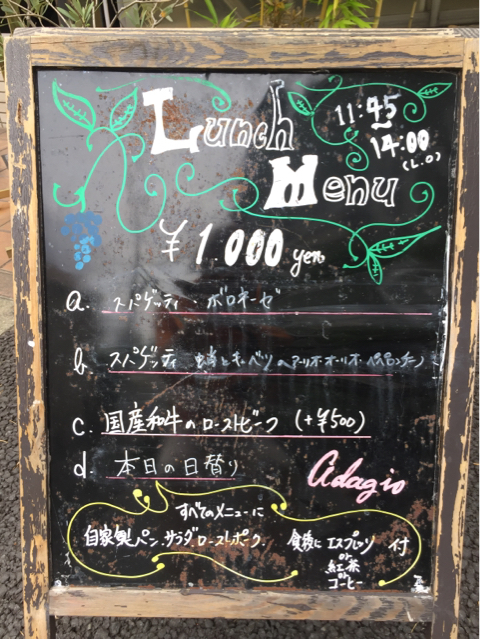 Lunch
Menu
11:45
~
14:00
(L.O)
¥1.000 yen
a. スパゲッティ・ボロネーゼ
b. スパゲッティ 蛸とキャベツのアーリオ・オーリオ・ペペロンチーノ
c. 国産和牛のローストビーフ (+¥500)
d. 本日の日替り
Adagio
すべてのメニューに
自家製パン、サラダ、ローストポーク、
食後に エスプレッソ
or
紅茶
or
コーヒー
付